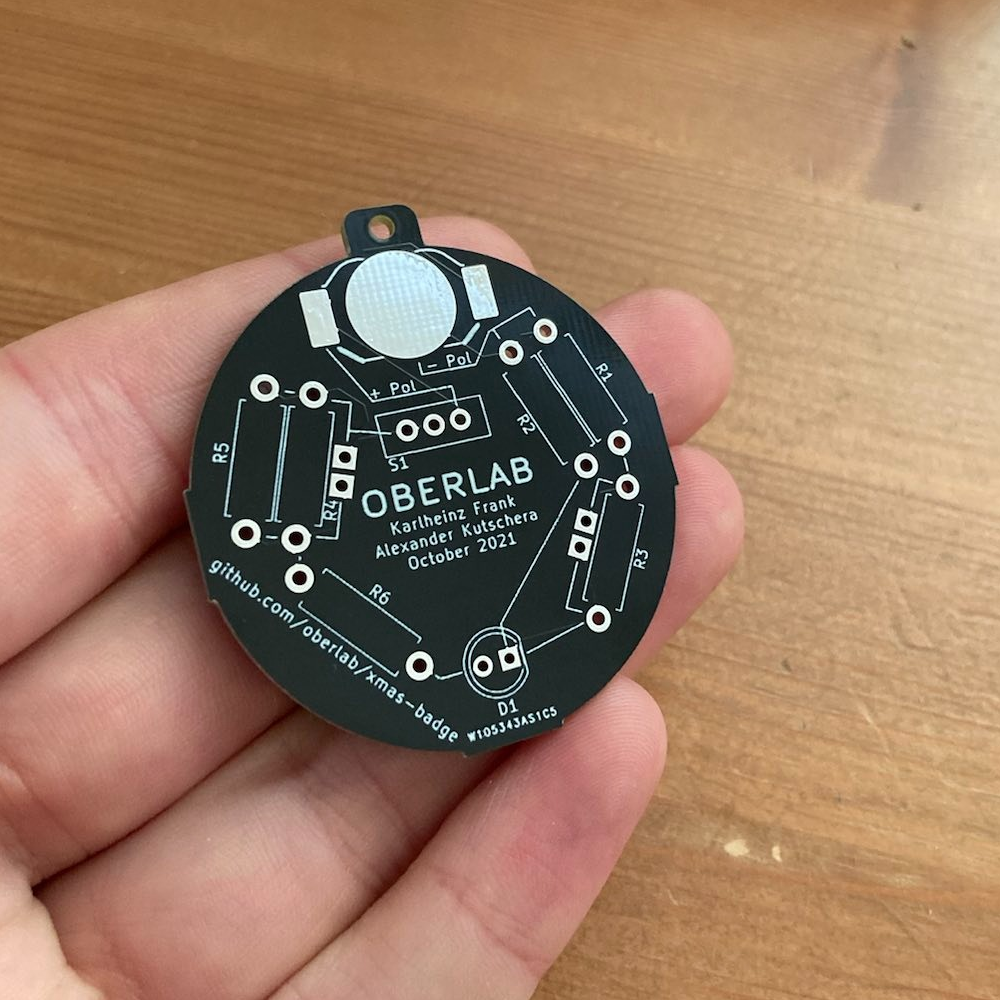 - Pol
+ Pol
R1
R2
R5
S1
R4
OBERLAB
Karlheinz Frank
Alexander Kutschera
October 2021
R3
R6
github.com/oberlab/xmas-badge
D1
W105343AS1C5